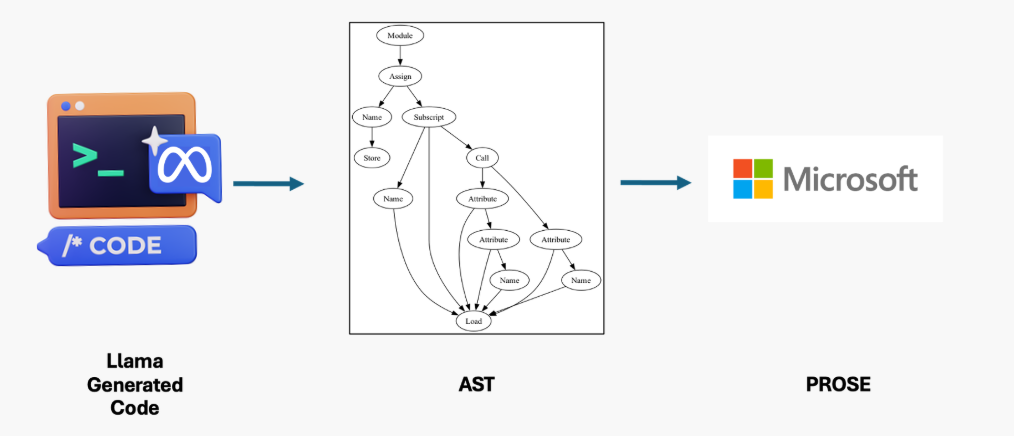 Module
Assign
Name
Subscript
Store
Call
Name
Attribute
Attribute
Attribute
Name
Name
Load
>_
/* CODE
Microsoft
Llama
Generated
Code
AST
PROSE